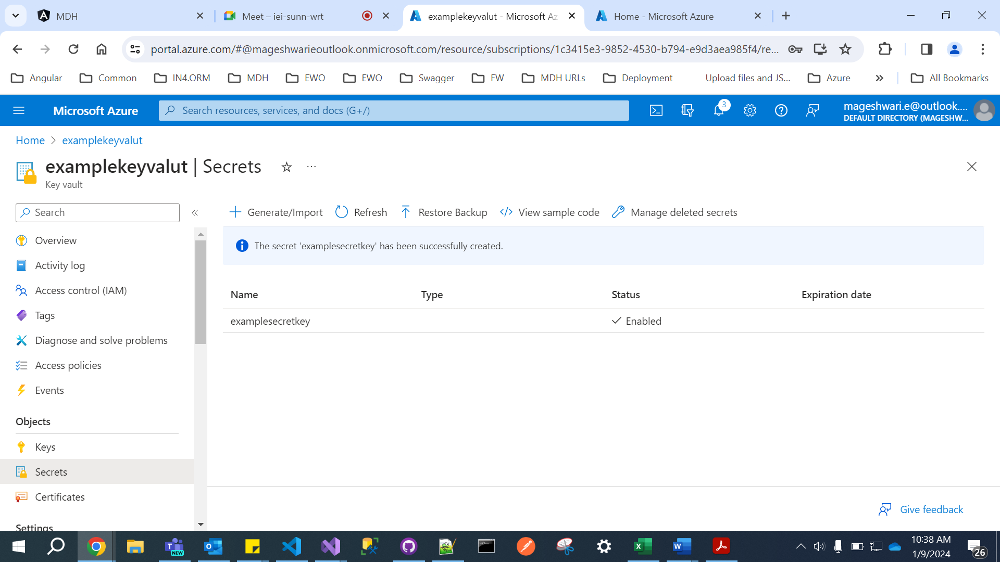 MDH
Meet – iei-sunn-wrt
examplekeyvalut - Microsoft Az
Home - Microsoft Azure
portal.azure.com/#@mageshwarieoutlook.onmicrosoft.com/resource/subscriptions/1c3415e3-9852-4530-b794-e9d3aea985f4/re...
Angular
Common
IN4.ORM
MDH
EWO
EWO
Swagger
FW
MDH URLs
Deployment
Upload files and JS...
Azure
All Bookmarks
Microsoft Azure
Search resources, services, and docs (G+/)
3
mageshwari.e@outlook....
DEFAULT DIRECTORY (MAGESHW...
Home
examplekeyvalut
examplekeyvalut | Secrets
Key vault
Search
Generate/Import
Refresh
Restore Backup
View sample code
Manage deleted secrets
Overview
Activity log
Access control (IAM)
Tags
Diagnose and solve problems
Access policies
Events
Objects
Keys
Secrets
Certificates
Settings
The secret 'examplesecretkey' has been successfully created.
Name Type Status Expiration date
examplesecretkey Enabled
Give feedback
NEW
10:38 AM
1/9/2024
26